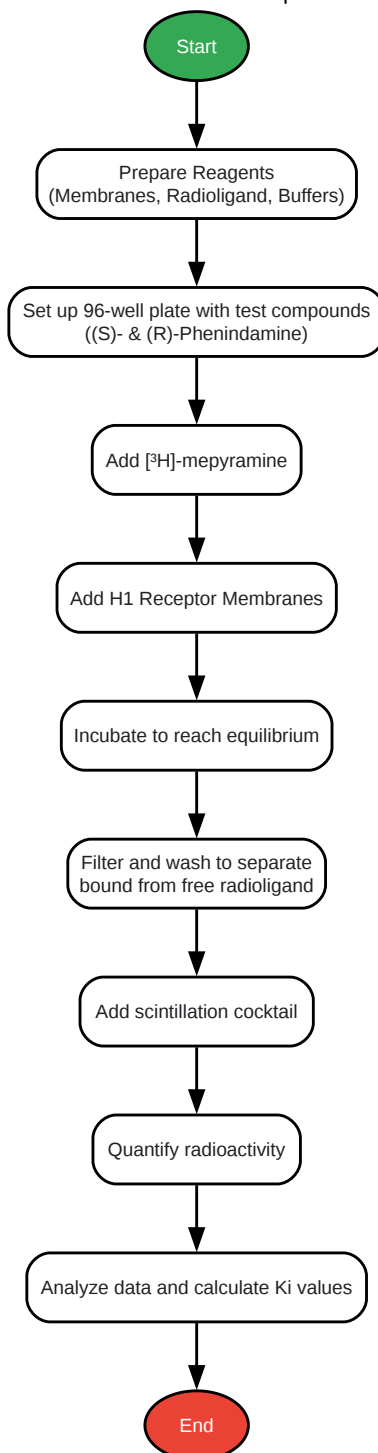 Start
Prepare Reagents
(Membranes, Radioligand, Buffers)
Set up 96-well plate with test compounds
((S)- & (R)-Phenindamine)
Add [³H]-mepyramine
Add H1 Receptor Membranes
Incubate to reach equilibrium
Filter and wash to separate
bound from free radioligand
Add scintillation cocktail
Quantify radioactivity
Analyze data and calculate Ki values
End